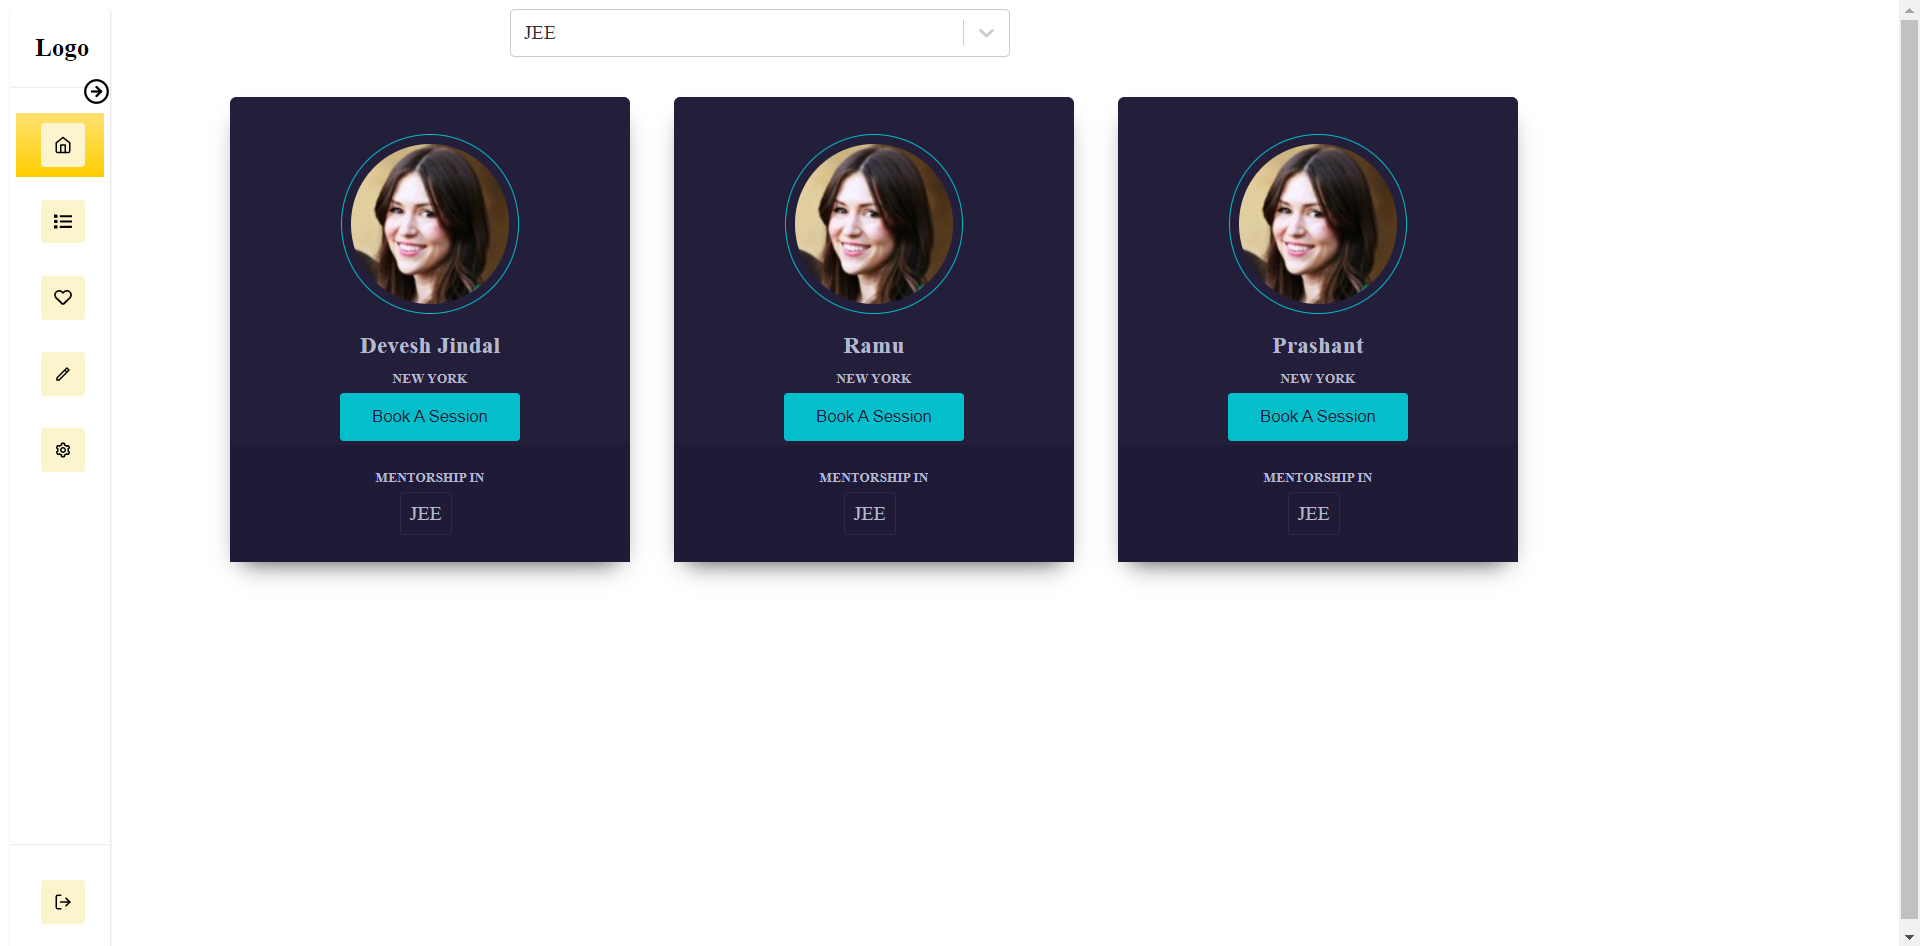 Logo
JEE
Devesh Jindal
NEW YORK
Book A Session
MENTORSHIP IN
JEE
Ramu
NEW YORK
Book A Session
MENTORSHIP IN
JEE
Prashant
NEW YORK
Book A Session
MENTORSHIP IN
JEE